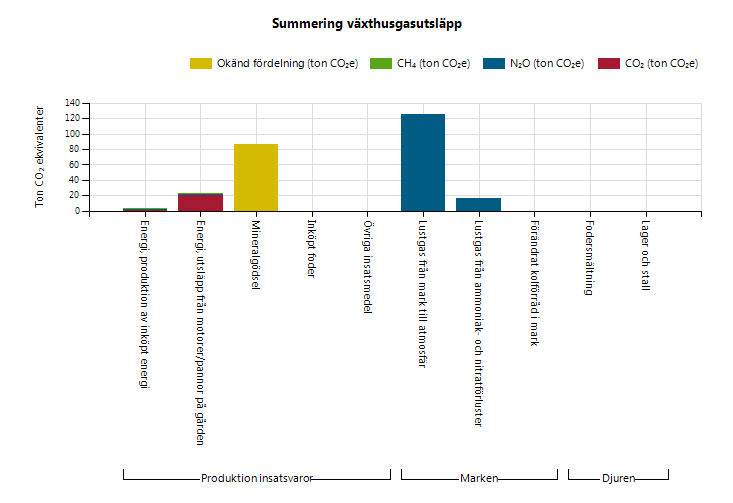 Summering växthusgasutsläpp
Okänd fördelning (ton CO₂e)
CH₄ (ton CO₂e)
N₂O (ton CO₂e)
CO₂ (ton CO₂e)
Ton CO₂ ekvivalenter
140
120
100
80
60
40
20
0
Energi, produktion av inköpt energi
Energi, utsläpp från motorer/pannor på gården
Mineralgödsel
Inköpt foder
Övriga insatsmedel
Lustgas från mark till atmosfär
Lustgas från ammoniak- och nitratförluster
Förändrat kolförråd i mark
Fodersmältning
Lager och stall
Produktion insatsvaror
Marken
Djuren